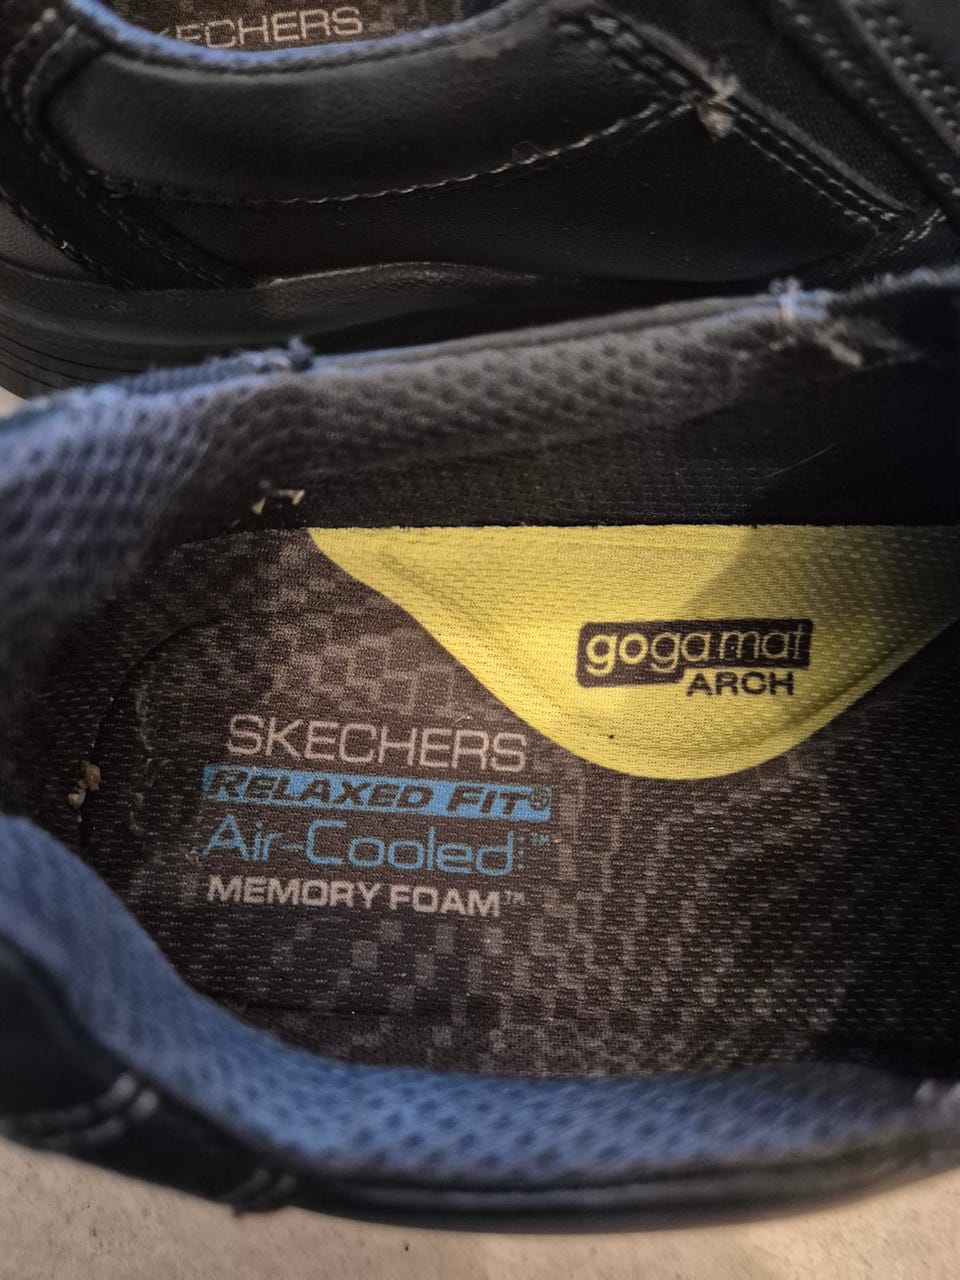 SKECHERS
goga mat
ARCH
SKECHERS
RELAXED FIT®
Air-Cooled™
MEMORY FOAM™